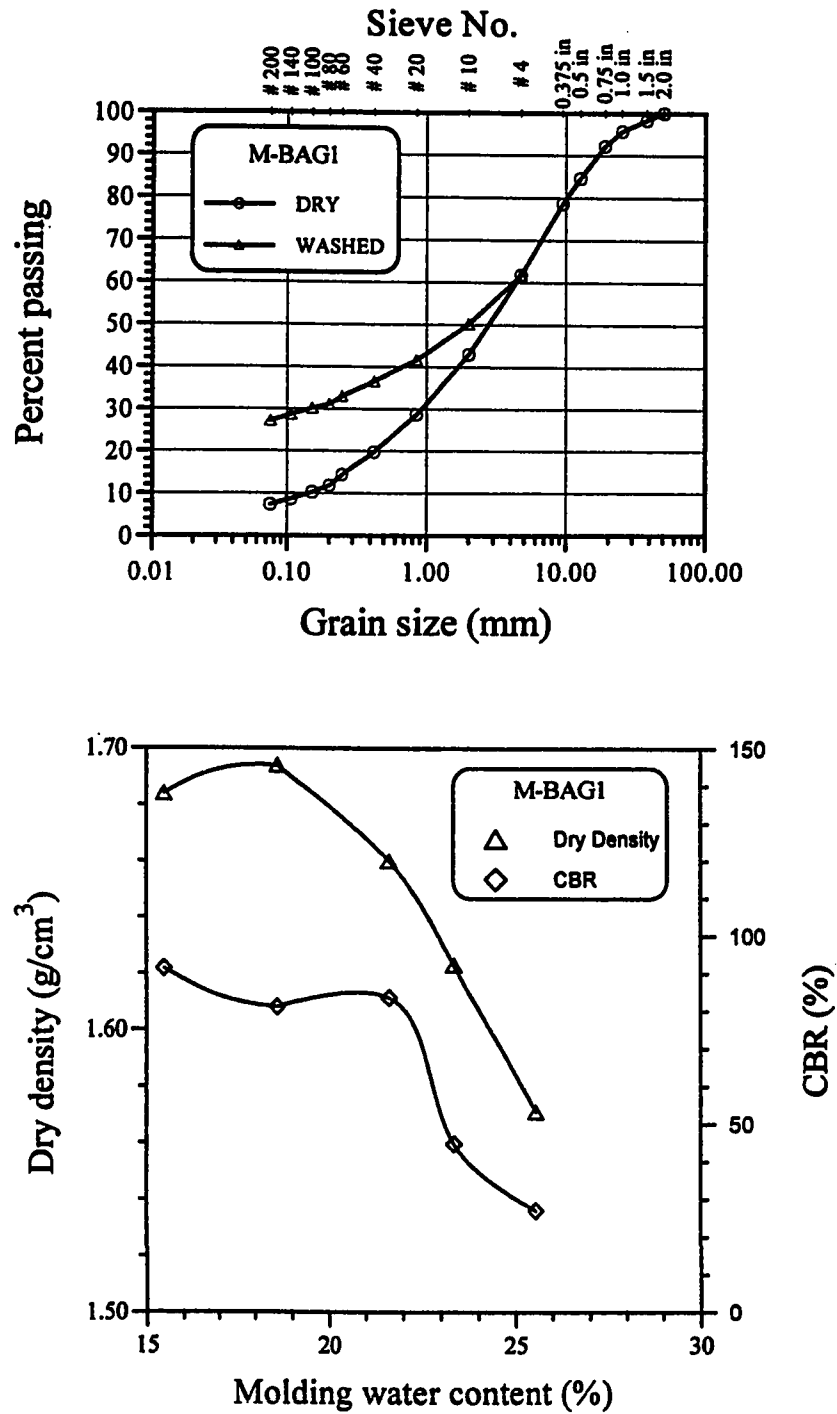 Sieve No.
# 200
# 140
# 100
# 80
# 60
# 40
# 20
# 10
# 4
0.375 in
0.5 in
0.75 in
1.0 in
1.5 in
2.0 in
100
90
80
70
60
50
40
30
20
10
0
Percent passing
M-BAG1
DRY
WASHED
0.01
0.10
1.00
10.00
100.00
Grain size (mm)
1.70
1.60
1.50
Dry density (g/cm³)
M-BAG1
Dry Density
CBR
150
100
50
0
CBR (%)
15
20
25
30
Molding water content (%)